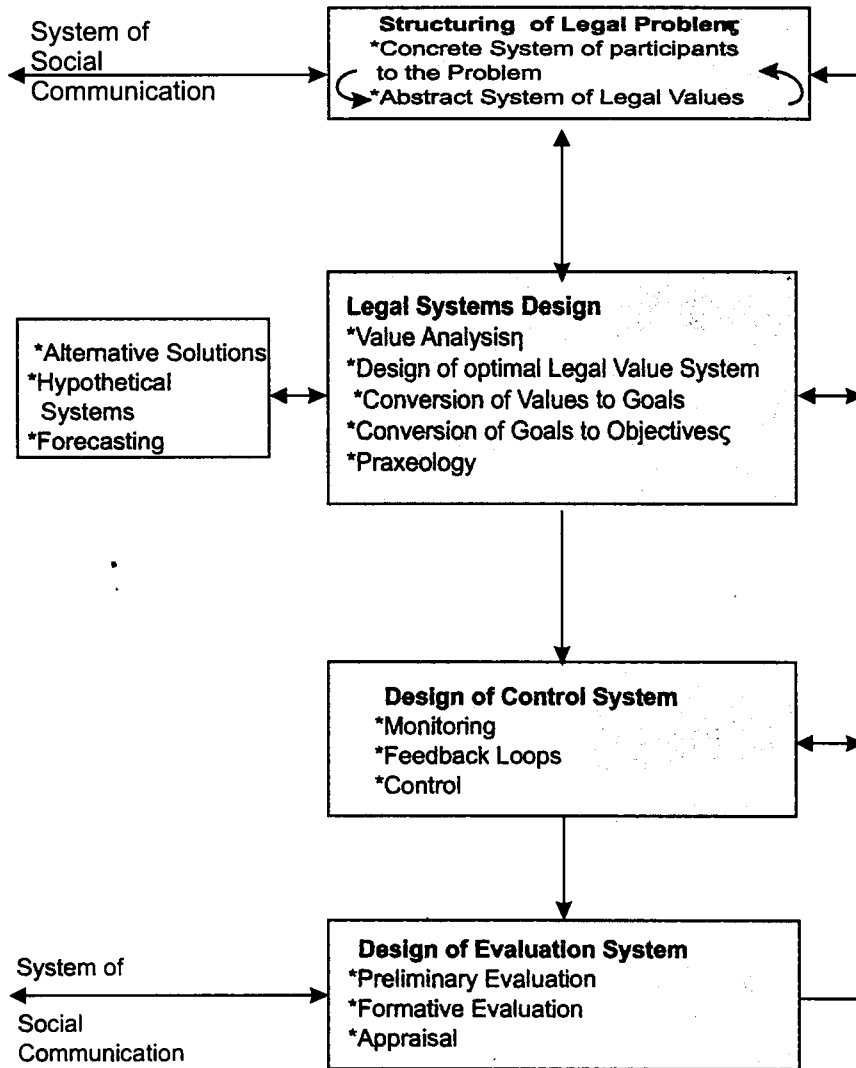 System of
Social
Communication
Structuring of Legal Problemς
*Concrete System of participants
to the Problem
*Abstract System of Legal Values
*Alternative Solutions
*Hypothetical
Systems
*Forecasting
Legal Systems Design
*Value Analysisη
*Design of optimal Legal Value System
*Conversion of Values to Goals
*Conversion of Goals to Objectivesς
*Praxeology
Design of Control System
*Monitoring
*Feedback Loops
*Control
System of
Social
Communication
Design of Evaluation System
*Preliminary Evaluation
*Formative Evaluation
*Appraisal